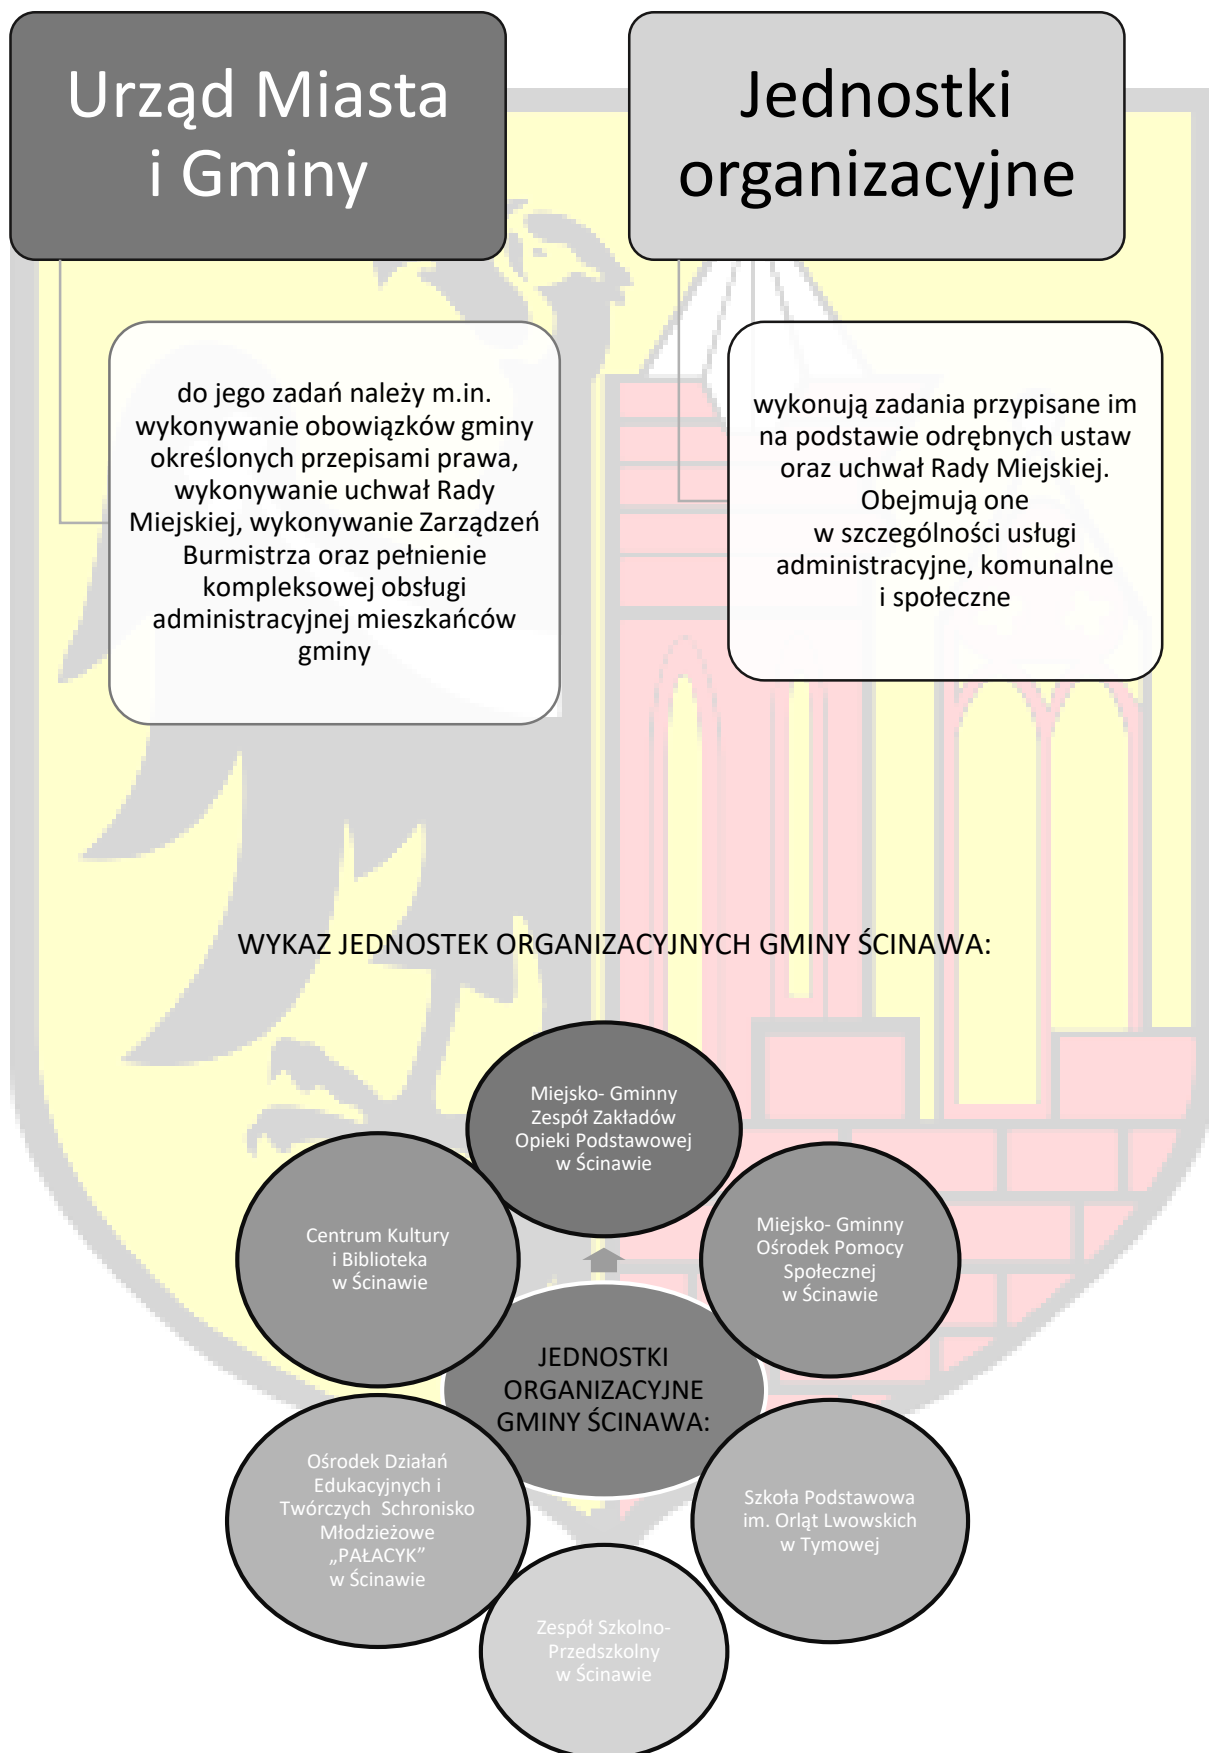 Urząd Miasta
i Gminy
Jednostki
organizacyjne
do jego zadań należy m.in.
wykonywanie obowiązków gminy
określonych przepisami prawa,
wykonywanie uchwał Rady
Miejskiej, wykonywanie Zarządzeń
Burmistrza oraz pełnienie
kompleksowej obsługi
administracyjnej mieszkańców
gminy
wykonują zadania przypisane im
na podstawie odrębnych ustaw
oraz uchwał Rady Miejskiej.
Obejmują one
w szczególności usługi
administracyjne, komunalne
i społeczne
WYKAZ JEDNOSTEK ORGANIZACYJNYCH GMINY ŚCINAWA:
Miejsko- Gminny
Zespół Zakładów
Opieki Podstawowej
w Ścinawie
Miejsko- Gminny
Ośrodek Pomocy
Społecznej
w Ścinawie
Szkoła Podstawowa
im. Orląt Lwowskich
w Tymowej
Zespół Szkolno-
Przedszkolny
w Ścinawie
Ośrodek Działań
Edukacyjnych i
Twórczych Schronisko
Młodzieżowe
„PAŁACYK”
w Ścinawie
Centrum Kultury
i Biblioteka
w Ścinawie
JEDNOSTKI
ORGANIZACYJNE
GMINY ŚCINAWA: